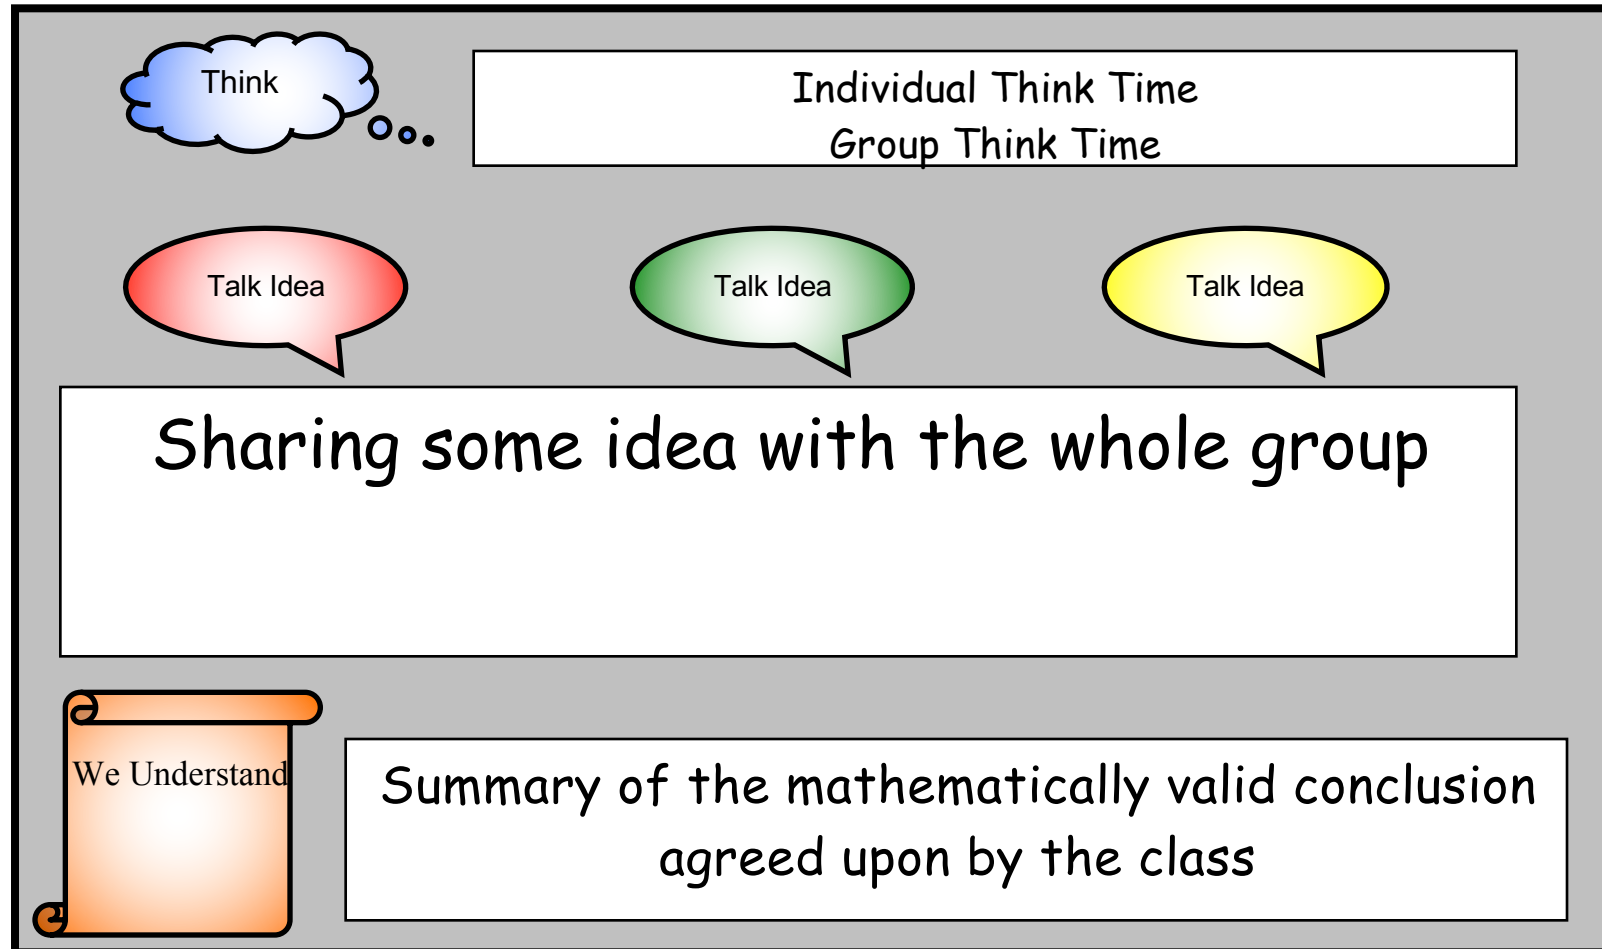 Think
Individual Think Time
Group Think Time
Talk Idea
Talk Idea
Talk Idea
Sharing some idea with the whole group
We Understand
Summary of the mathematically valid conclusion
agreed upon by the class